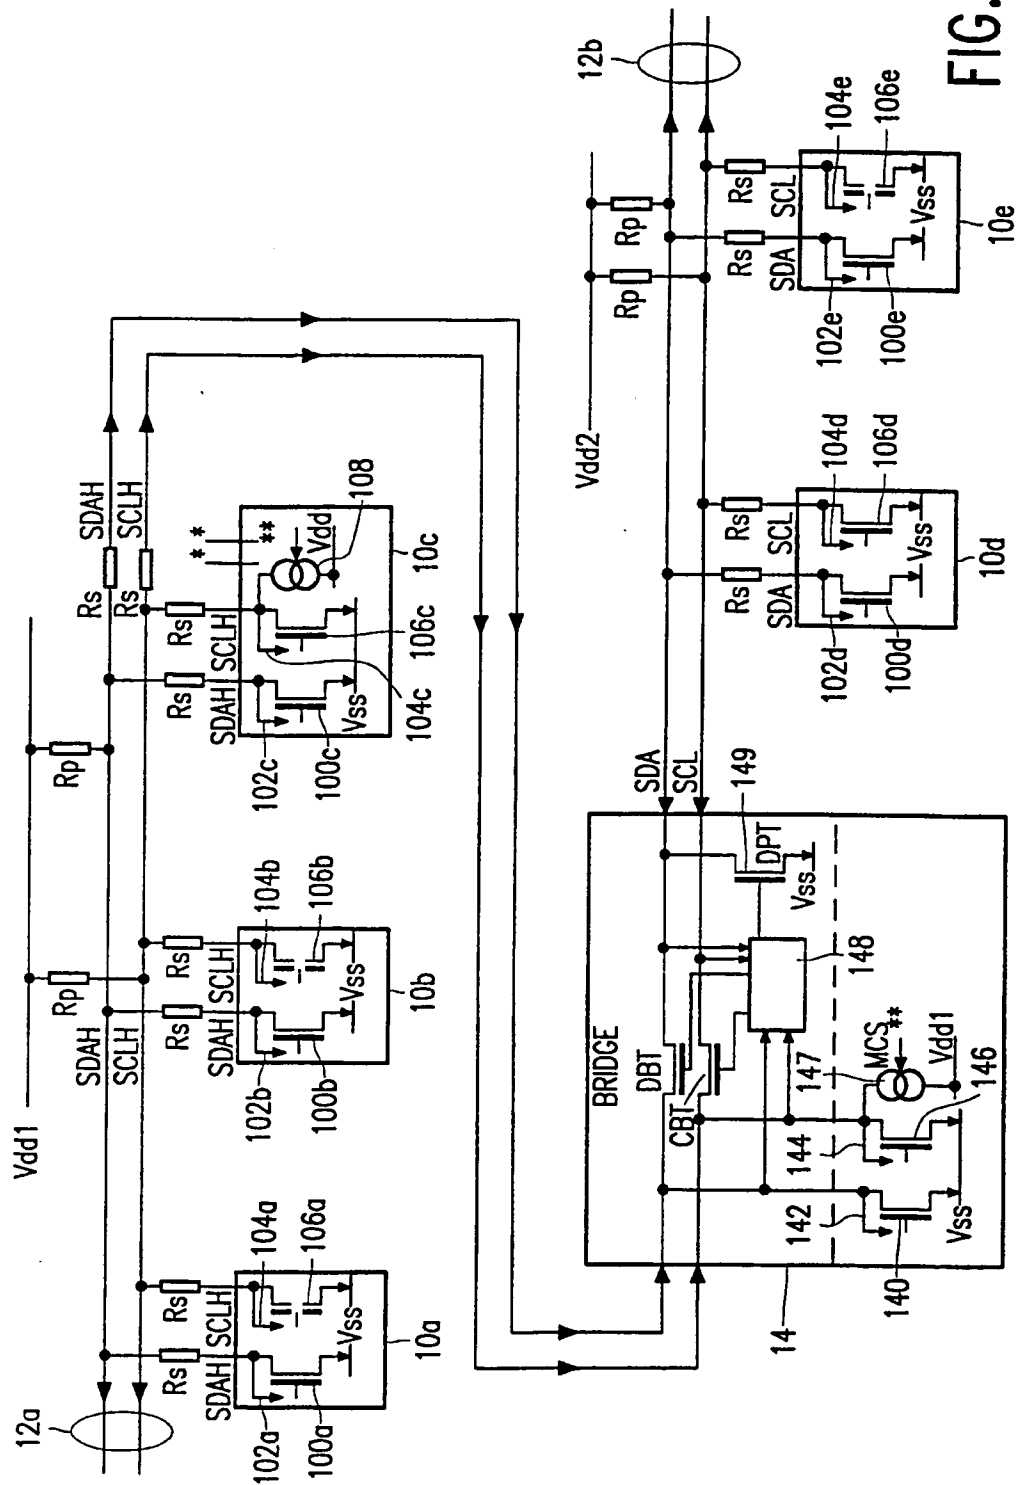 12a
Vdd1
SDAH
SCLH
Rp
Rp
Rs
Rs
SDAH
SCLH
Rs
Rs
SDAH
SCLH
104a
106a
102a
100a
Vss
10a
Rs
Rs
SDAH
SCLH
104b
106b
102b
100b
Vss
10b
Rs
Rs
SDAH
SCLH
* *
**
Vdd
108
102c
100c
Vss
104c
106c
10c
BRIDGE
DBT
CBT
SDA
SCL
149
DPT
Vss
148
142
144
147
MCS
**
Vdd1
146
Vss
140
14
Vdd2
Rp
Rp
12b
Rs
Rs
SDA
SCL
104d
106d
102d
100d
Vss
10d
Rs
Rs
SDA
SCL
104e
106e
102e
100e
Vss
10e
FIG.